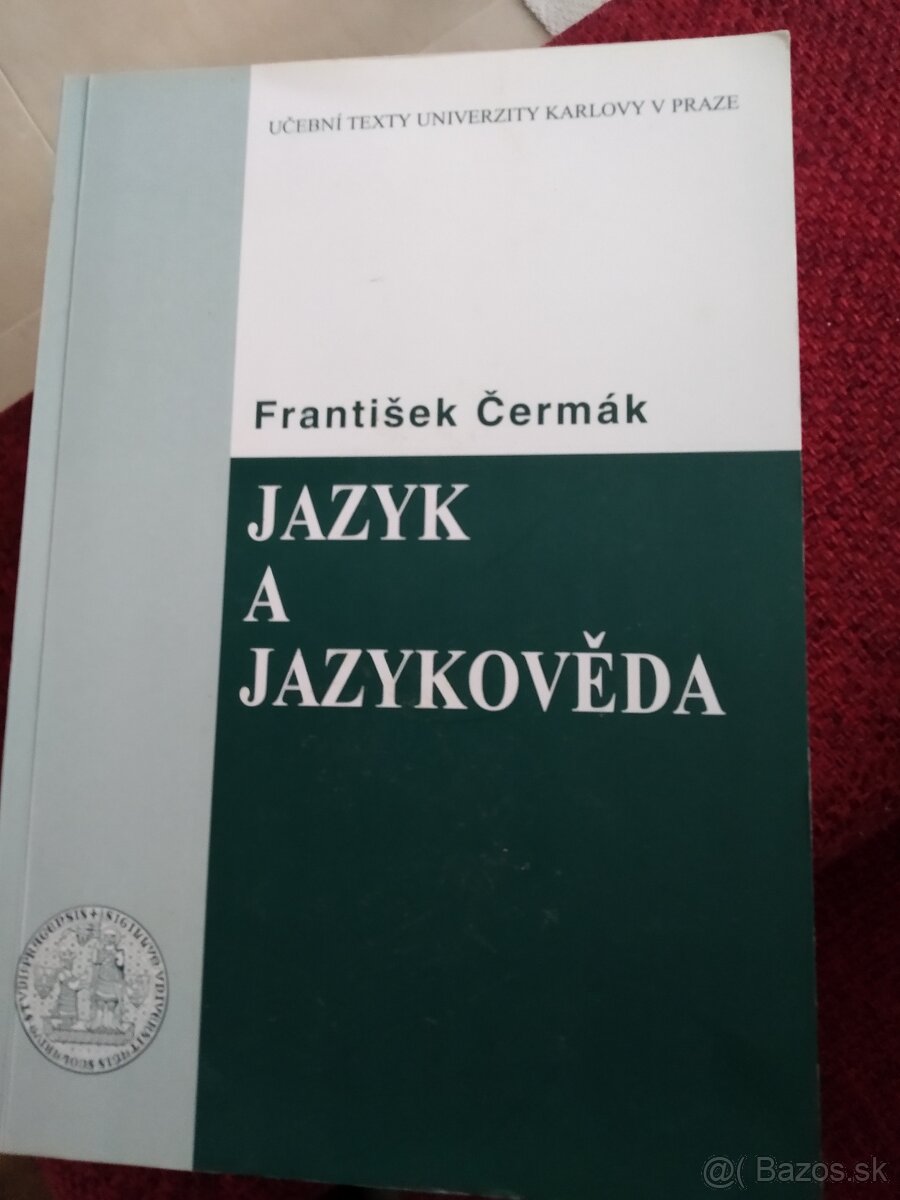 UČEBNÍ TEXTY UNIVERZITY KARLOVY V PRAZE
František Čermák
JAZYK
A
JAZYKOVĚDA
@( Bazos.sk